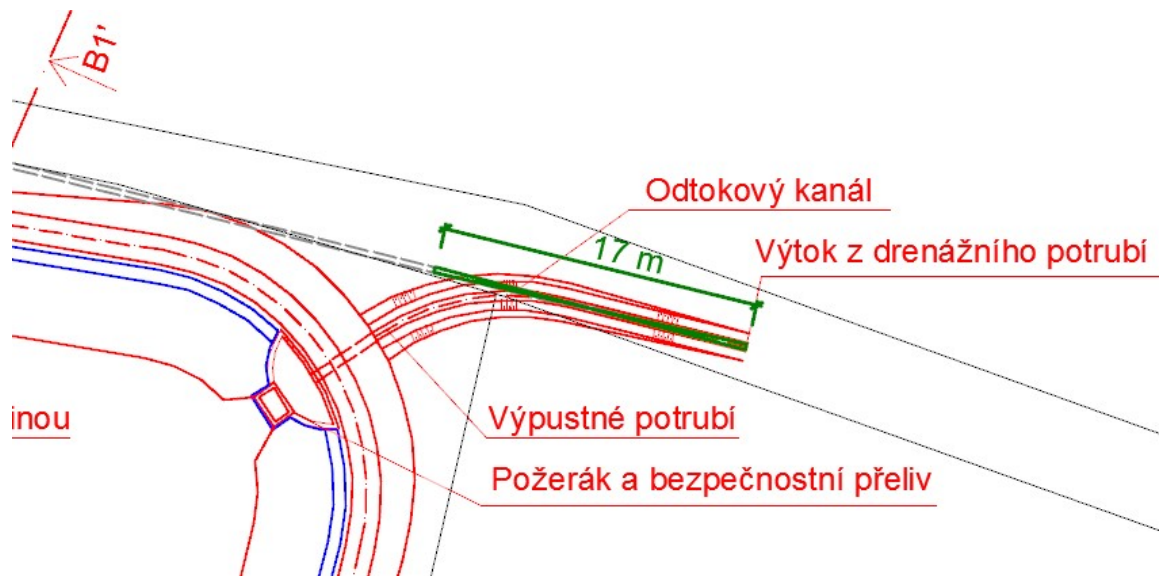 B1'
Odtokový kanál
17 m
Výtok z drenážního potrubí
inou
Výpustné potrubí
Požerák a bezpečnostní přeliv